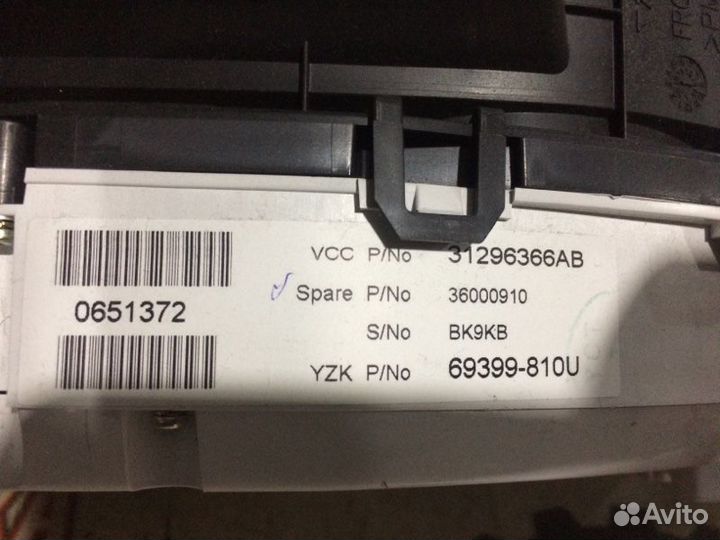 VCC P/No 31296366AB
Spare P/No 36000910
0651372
S/No BK9KB
YZK P/No 69399-810U
Avito